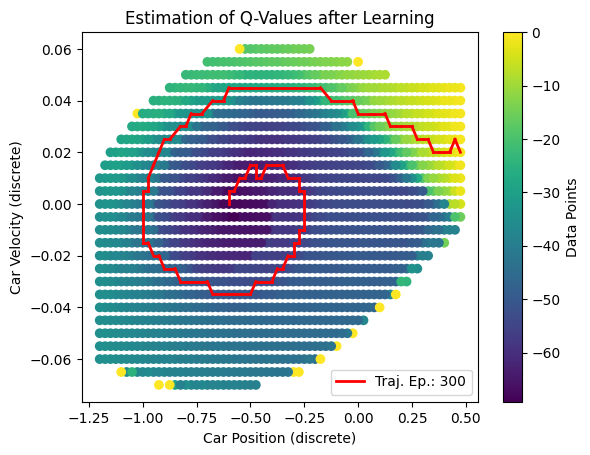 Estimation of Q-Values after Learning
0.06
0.04
0.02
0.00
−0.02
−0.04
−0.06
Car Velocity (discrete)
−1.25 −1.00 −0.75 −0.50 −0.25 0.00 0.25 0.50
Car Position (discrete)
Traj. Ep.: 300
0
−10
−20
−30
−40
−50
−60
Data Points